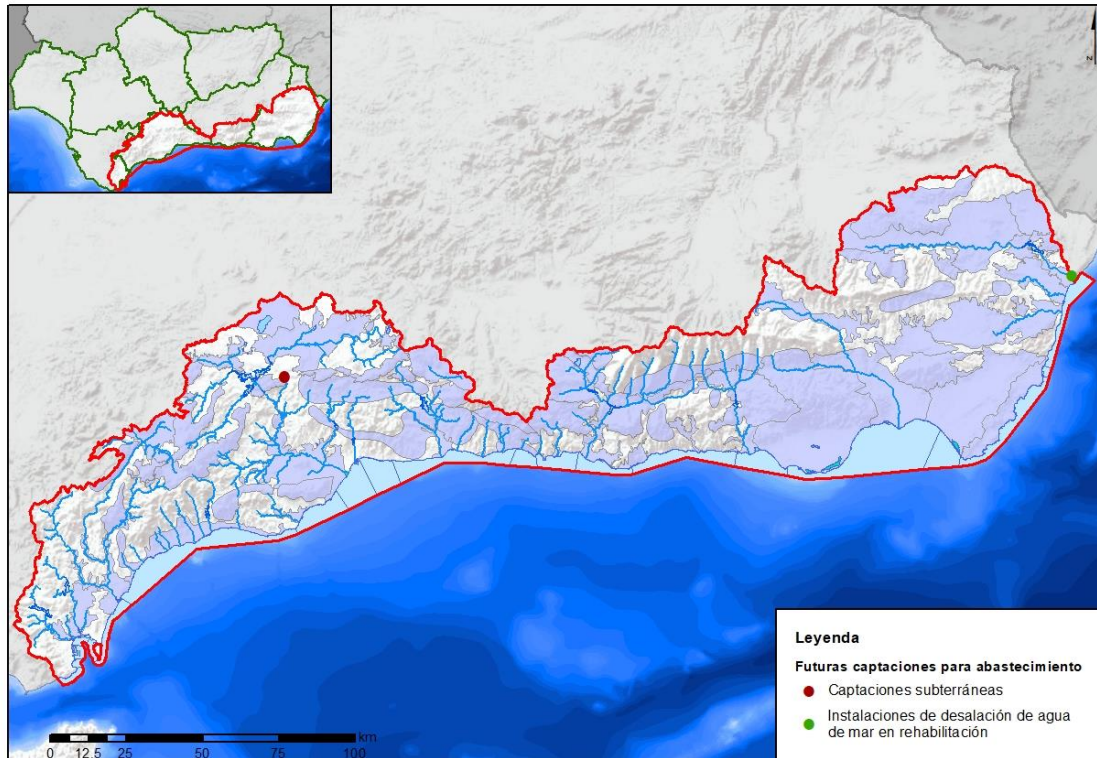 N
Leyenda
Futuras captaciones para abastecimiento
Captaciones subterráneas
Instalaciones de desalación de agua
de mar en rehabilitación
km
0 12.5 25 50 75 100